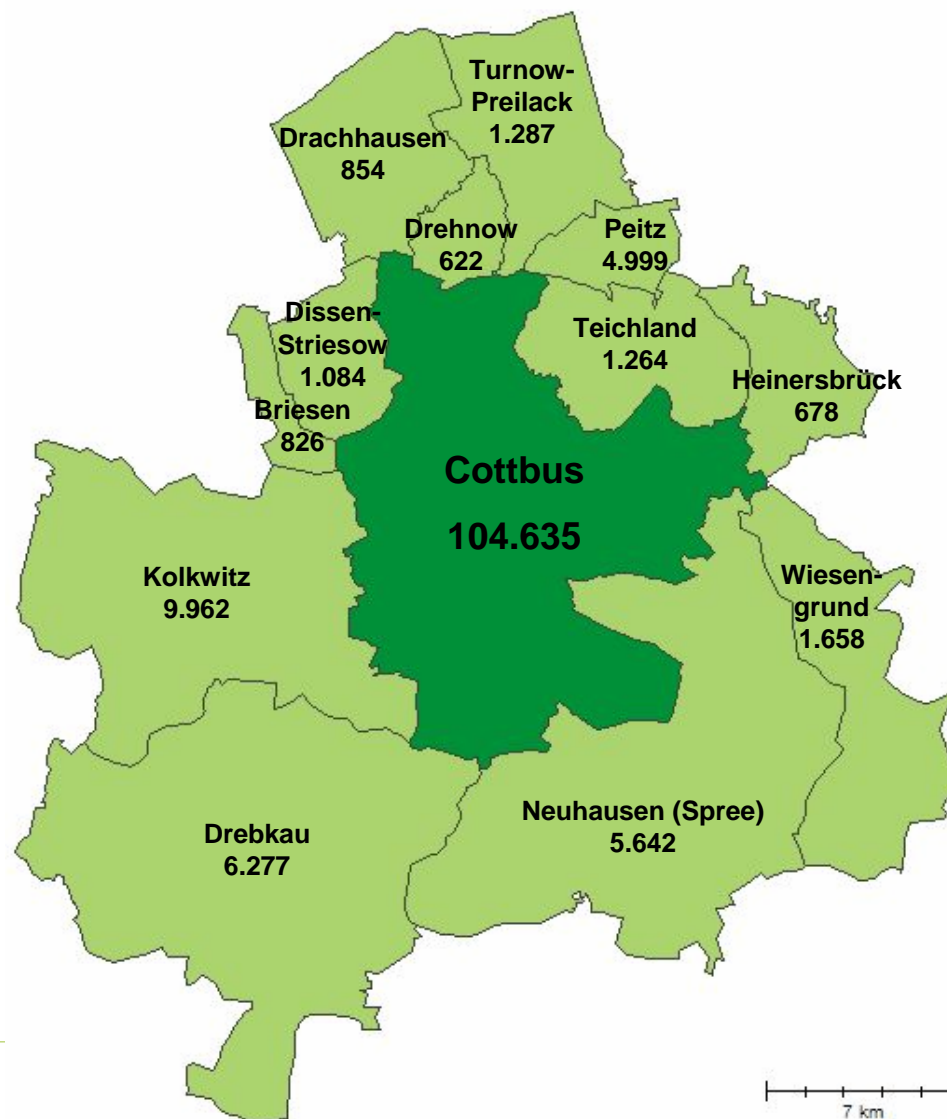 Turnow-
Preilack
1.287
Drachhausen
854
Drehnow
622
Peitz
4.999
Dissen-
Striesow
1.084
Teichland
1.264
Heinersbrück
678
Briesen
826
Cottbus
104.635
Kolkwitz
9.962
Wiesen-
grund
1.658
Neuhausen (Spree)
5.642
Drebkau
6.277
7 km